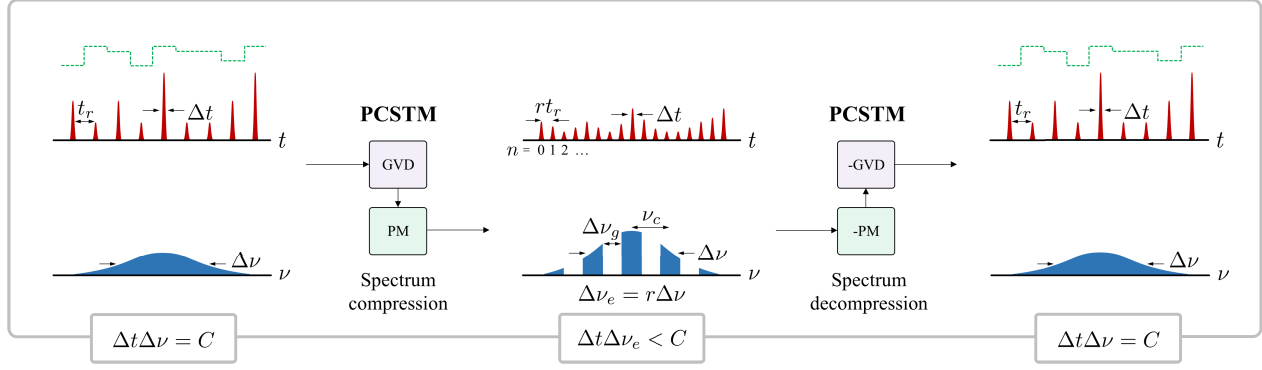 t_r
Δt
t
Δν
ν
ΔtΔν = C
PCSTM
GVD
PM
Spectrum
compression
rt_r
Δt
t
n = 0 1 2 ...
ν_c
Δν_g
Δν
ν
Δν_e = rΔν
ΔtΔν_e < C
PCSTM
-GVD
-PM
Spectrum
decompression
t_r
Δt
t
Δν
ν
ΔtΔν = C